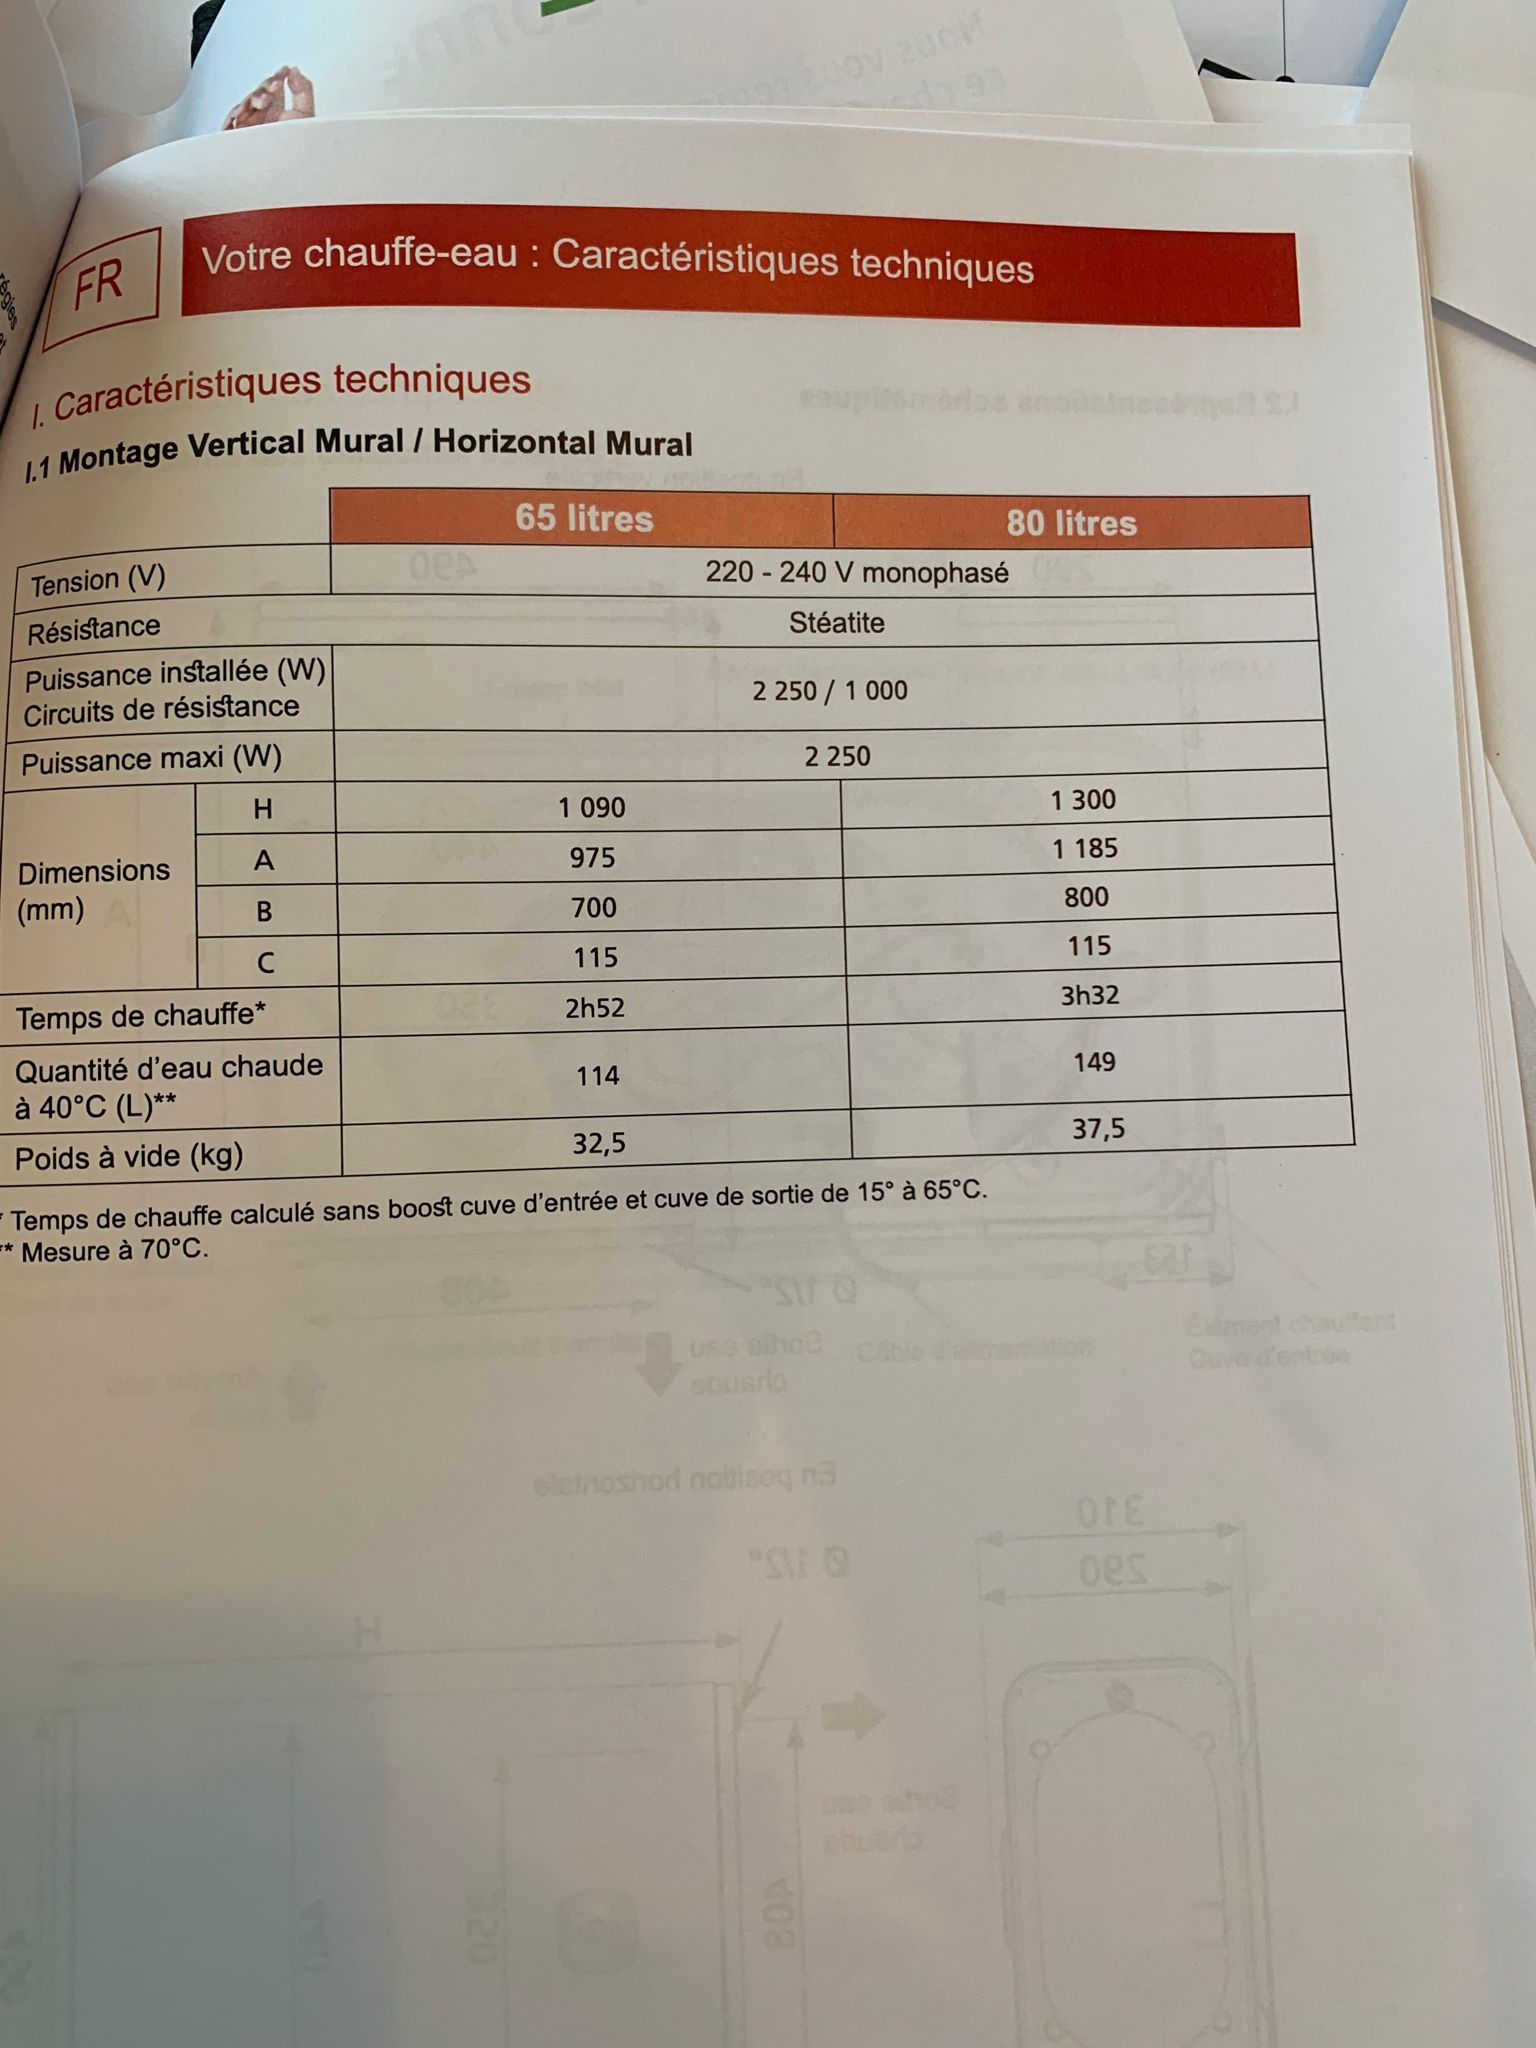 FR
Votre chauffe-eau : Caractéristiques techniques
I. Caractéristiques techniques
I.1 Montage Vertical Mural / Horizontal Mural
65 litres 80 litres
Tension (V) 220 - 240 V monophasé
Résistance Stéatite
Puissance installée (W)
Circuits de résistance 2 250 / 1 000
Puissance maxi (W) 2 250
Dimensions
(mm)
H 1 090 1 300
A 975 1 185
B 700 800
C 115 115
Temps de chauffe* 2h52 3h32
Quantité d'eau chaude
à 40°C (L)** 114 149
Poids à vide (kg) 32,5 37,5
* Temps de chauffe calculé sans boost cuve d'entrée et cuve de sortie de 15° à 65°C.
** Mesure à 70°C.